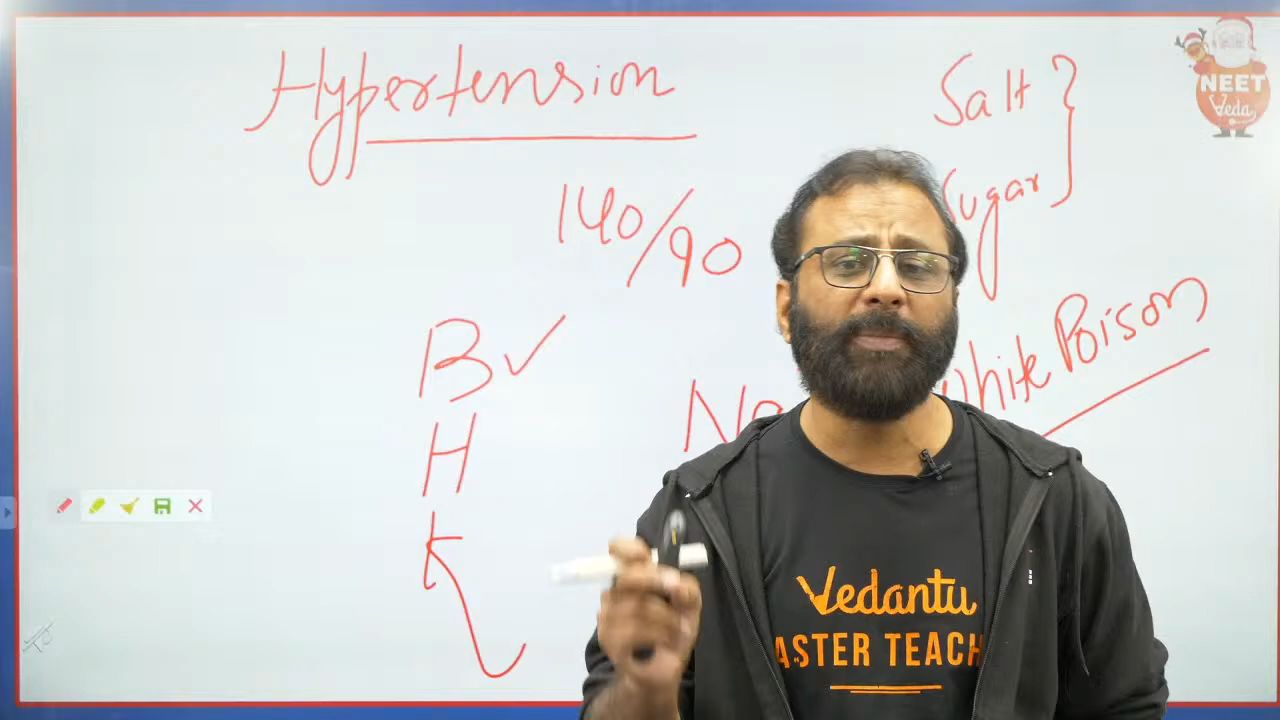 Hypertension
Salt
Sugar
140/90
B ✓
H
K
White Poison
NEET
Veda
Vedantu
ASTER TEACH